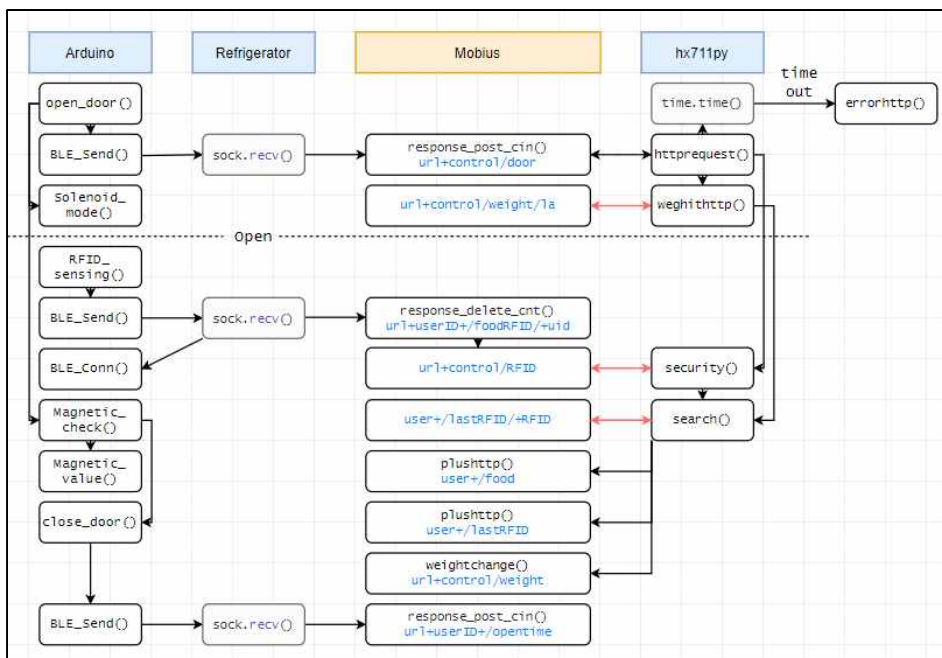 Arduino
Refrigerator
Mobius
hx711py
time
out
open_door()
time.time()
errorhttp()
BLE_Send()
sock.recv()
response_post_cin()
url+control/door
httprequest()
Solenoid_
mode()
url+control/weight/la
weghithttp()
Open
RFID_
sensing()
BLE_Send()
sock.recv()
response_delete_cnt()
url+userID+/foodRFID/+uid
BLE_Conn()
url+control/RFID
security()
Magnetic_
check()
user+/lastRFID/+RFID
search()
Magnetic_
value()
plushttp()
user+/food
close_door()
plushttp()
user+/lastRFID
weightchange()
url+control/weight
BLE_Send()
sock.recv()
response_post_cin()
url+userID+/opentime